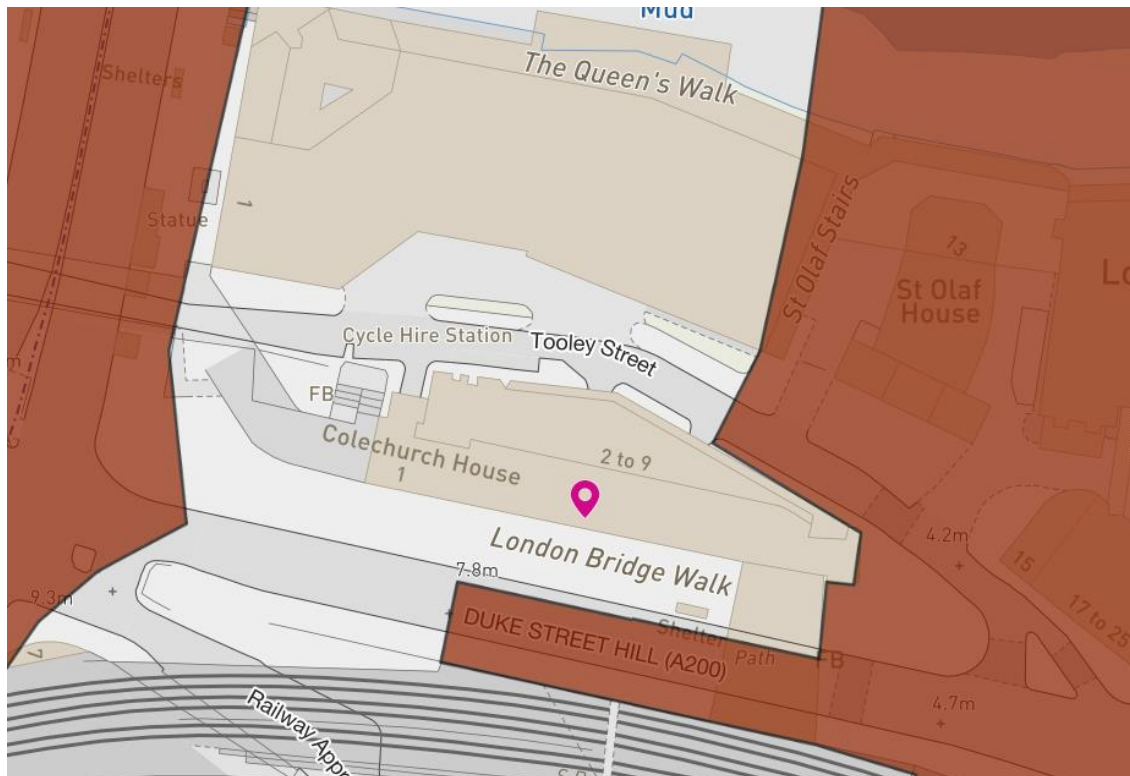 Mud
The Queen's Walk
Shelters
Statue
1
St Olaf Stairs
13
St Olaf
House
Lo
Cycle Hire Station
Tooley Street
FB
Colechurch House
1
2 to 9
London Bridge Walk
4.2m
15
17 to 25
7.8m
9.3m
DUKE STREET HILL (A200)
Shelter
Path
FB
4.7m
7
Railway Appr